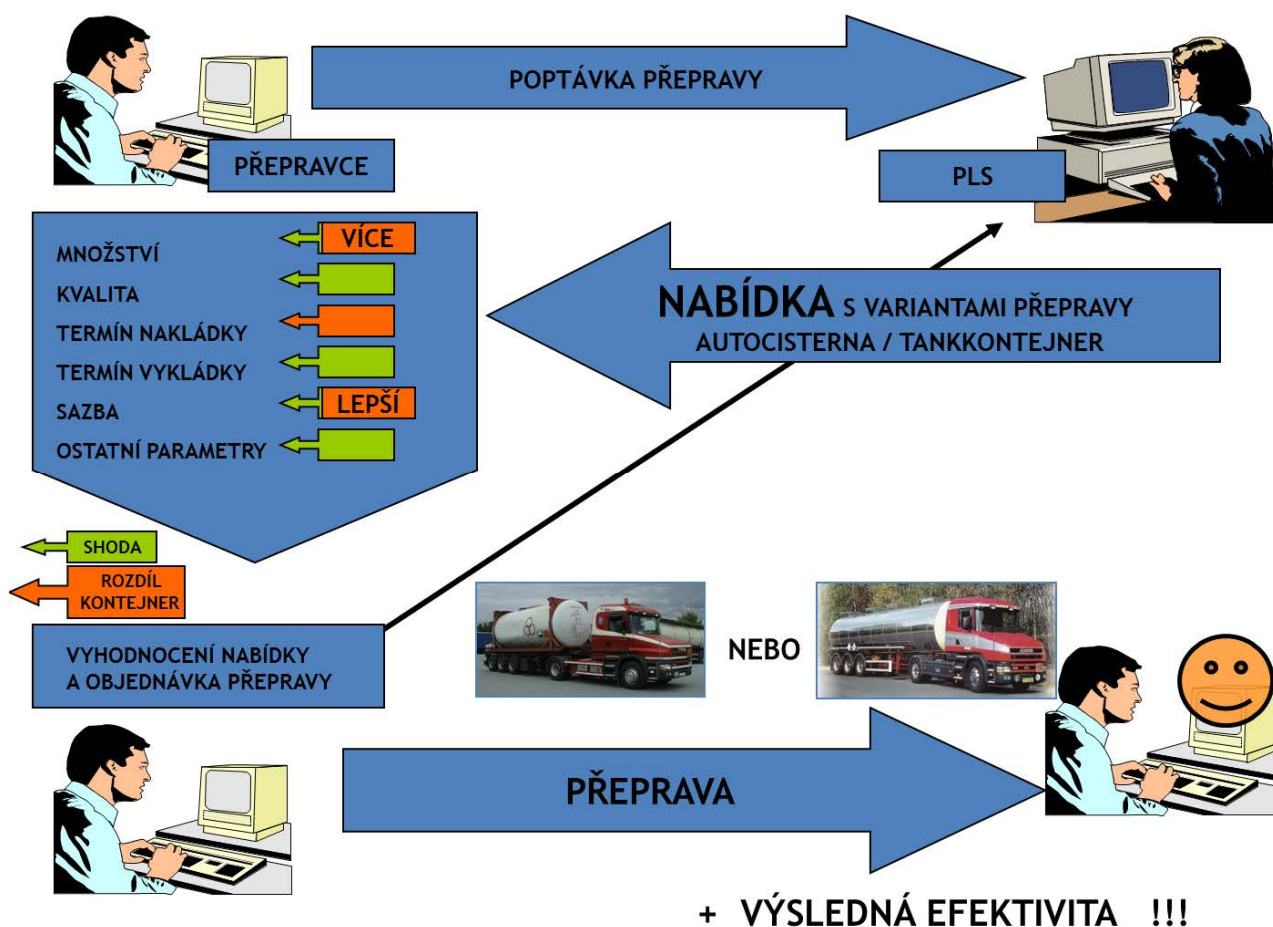 POPTÁVKA PŘEPRAVY
PŘEPRAVCE
PLS
MNOŽSTVÍ
VÍCE
KVALITA
TERMÍN NAKLÁDKY
TERMÍN VYKLÁDKY
SAZBA
LEPŠÍ
OSTATNÍ PARAMETRY
NABÍDKA S VARIANTAMI PŘEPRAVY
AUTOCISTERNA / TANKKONTEJNER
SHODA
ROZDÍL
KONTEJNER
VYHODNOCENÍ NABÍDKY
A OBJEDNÁVKA PŘEPRAVY
NEBO
PŘEPRAVA
+ VÝSLEDNÁ EFEKTIVITA !!!